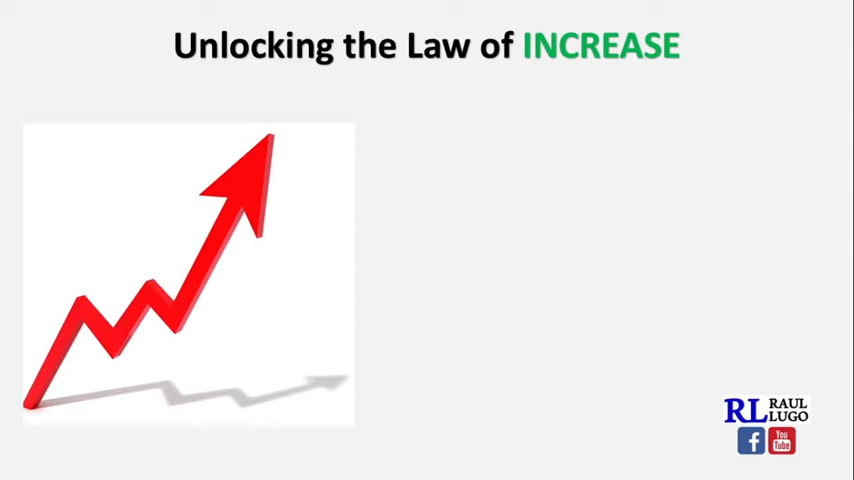 Unlocking the Law of INCREASE
RL RAUL
LUGO
f You
Tube